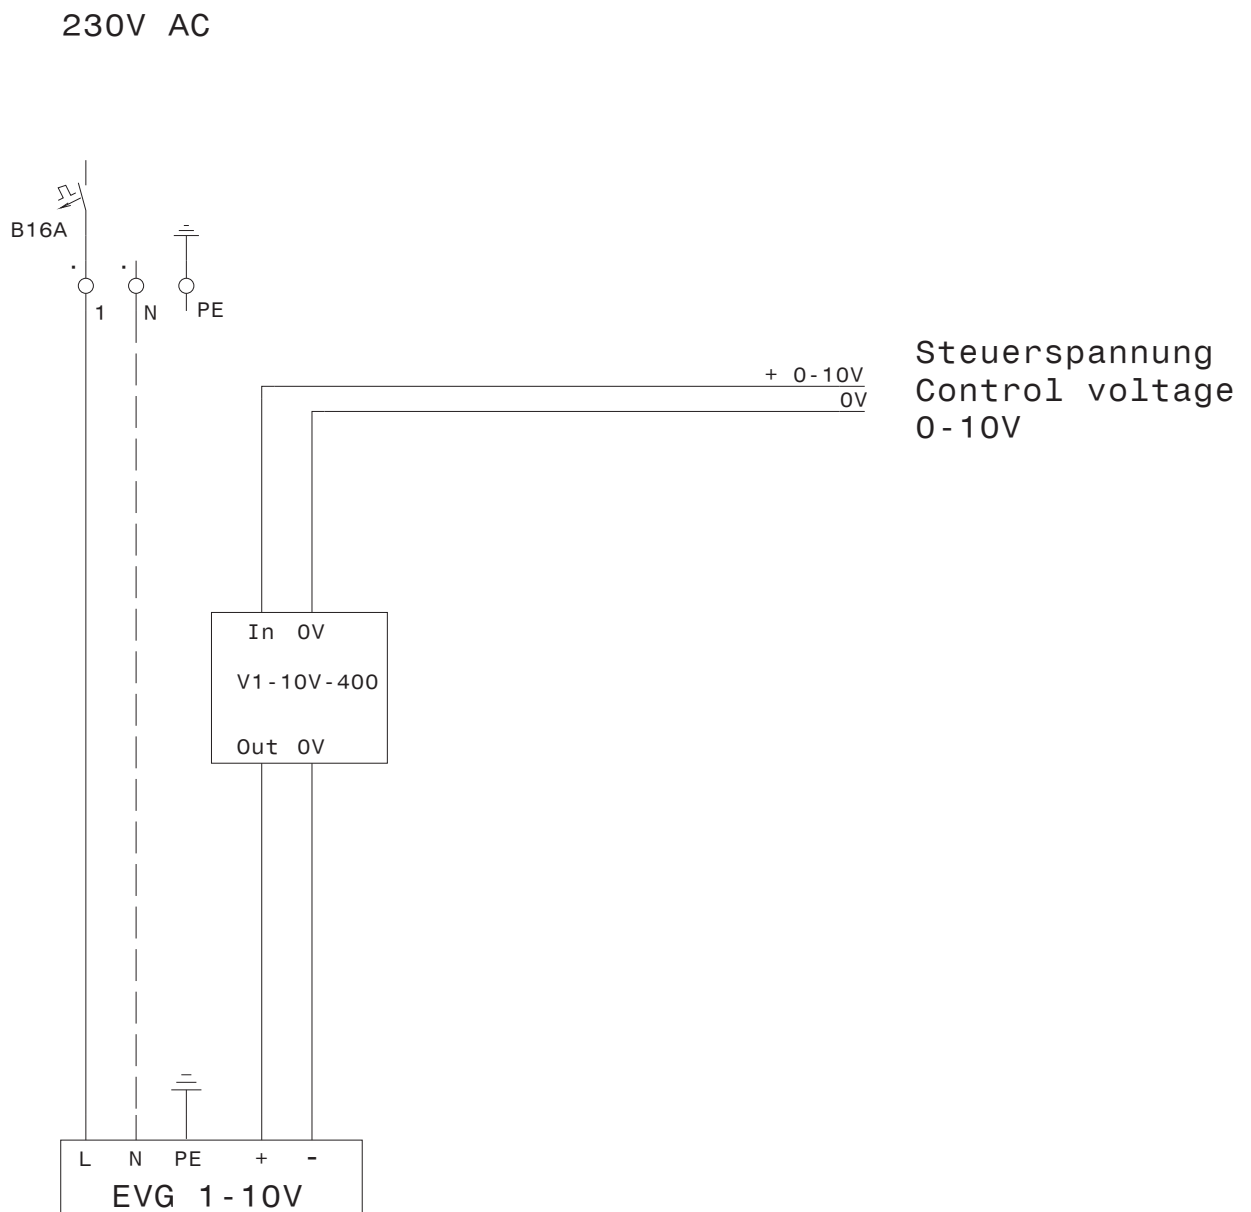 230V AC
B16A
1
N
PE
+ 0-10V
0V
Steuerspannung
Control voltage
0-10V
In 0V
V1-10V-400
Out 0V
L N PE + -
EVG 1-10V